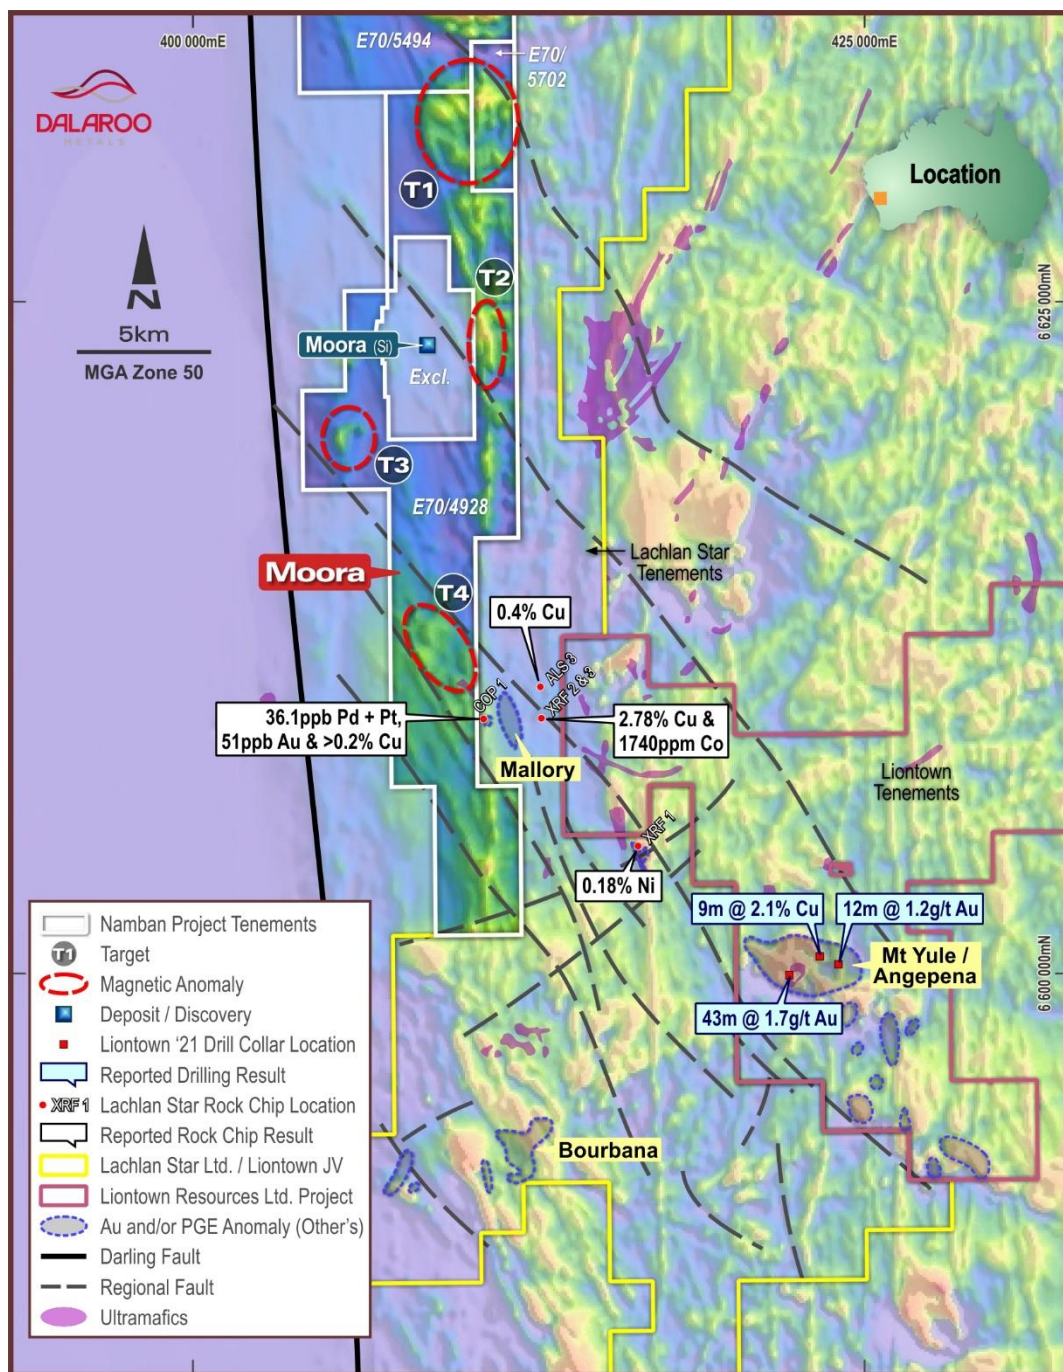 400 000mE
425 000mE
E70/5494
E70/
5702
DALAROO
METALS
Location
T1
T2
N
5km
MGA Zone 50
6 625 000mN
Moora (Si)
Excl.
T3
E70/4928
Lachlan Star
Tenements
Moora
T4
0.4% Cu
ALS 3
COP 1
XRF 2 & 3
36.1ppb Pd + Pt,
51ppb Au & >0.2% Cu
2.78% Cu &
1740ppm Co
Mallory
Liontown
Tenements
XRF 1
0.18% Ni
9m @ 2.1% Cu
12m @ 1.2g/t Au
Mt Yule /
Angepena
6 600 000mN
43m @ 1.7g/t Au
Bourbana
Namban Project Tenements
T1 Target
Magnetic Anomaly
Deposit / Discovery
Liontown ‘21 Drill Collar Location
Reported Drilling Result
XRF 1 Lachlan Star Rock Chip Location
Reported Rock Chip Result
Lachlan Star Ltd. / Liontown JV
Liontown Resources Ltd. Project
Au and/or PGE Anomaly (Other’s)
Darling Fault
Regional Fault
Ultramafics